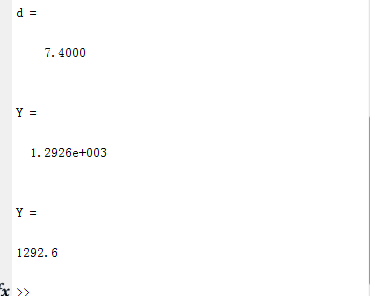 d =
7.4000
Y =
1.2926e+003
Y =
1292.6
fx >>